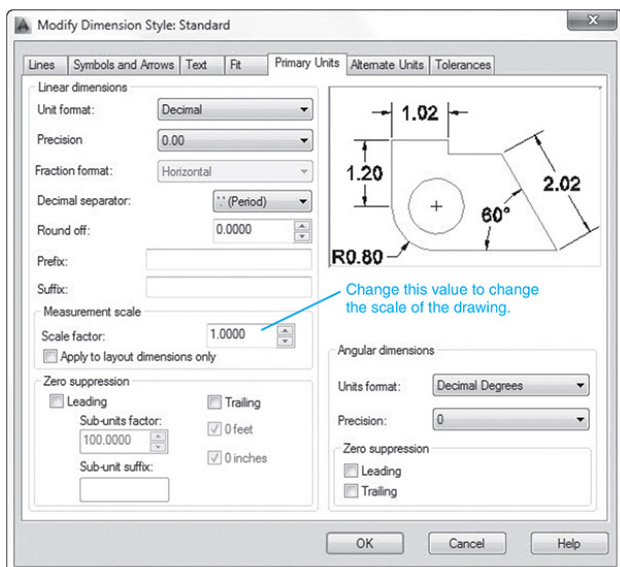 Modify Dimension Style: Standard
x
Lines
Symbols and Arrows
Text
Fit
Primary Units
Alternate Units
Tolerances
Linear dimensions
Unit format:
Decimal
Precision
0.00
Fraction format:
Horizontal
Decimal separator:
'.' (Period)
Round off:
0.0000
Prefix:
Suffix:
Measurement scale
Scale factor:
1.0000
Apply to layout dimensions only
Zero suppression
Leading
Trailing
Sub-units factor:
100.0000
0 feet
Sub-unit suffix:
0 inches
1.02
1.20
2.02
60°
R0.80
Change this value to change
the scale of the drawing.
Angular dimensions
Units format:
Decimal Degrees
Precision:
0
Zero suppression
Leading
Trailing
OK
Cancel
Help